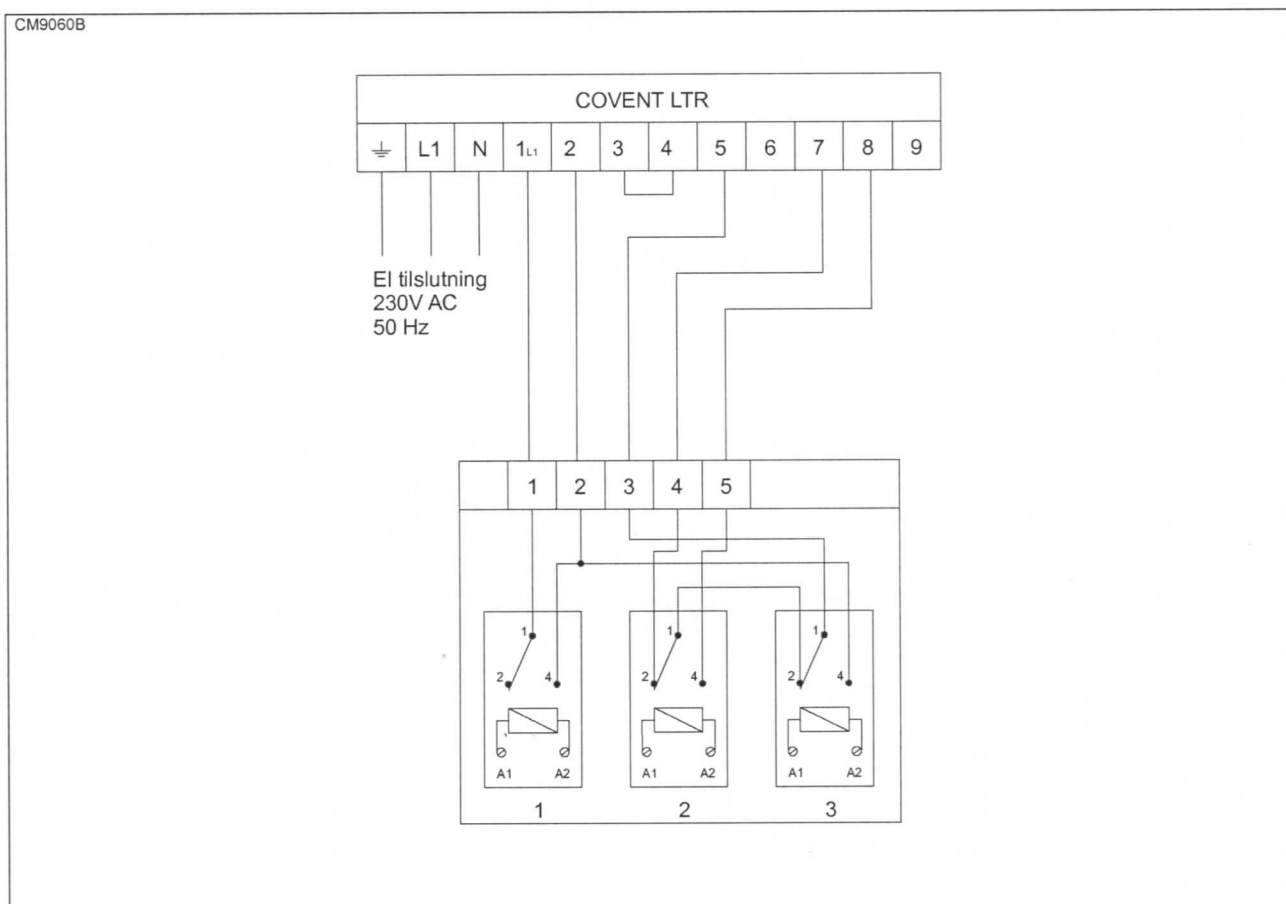 CM9060B
COVENT LTR
L1 N 1L1 2 3 4 5 6 7 8 9
El tilslutning
230V AC
50 Hz
1 2 3 4 5
1 1 1
2 4 2 4 2 4
A1 A2 A1 A2 A1 A2
1 2 3